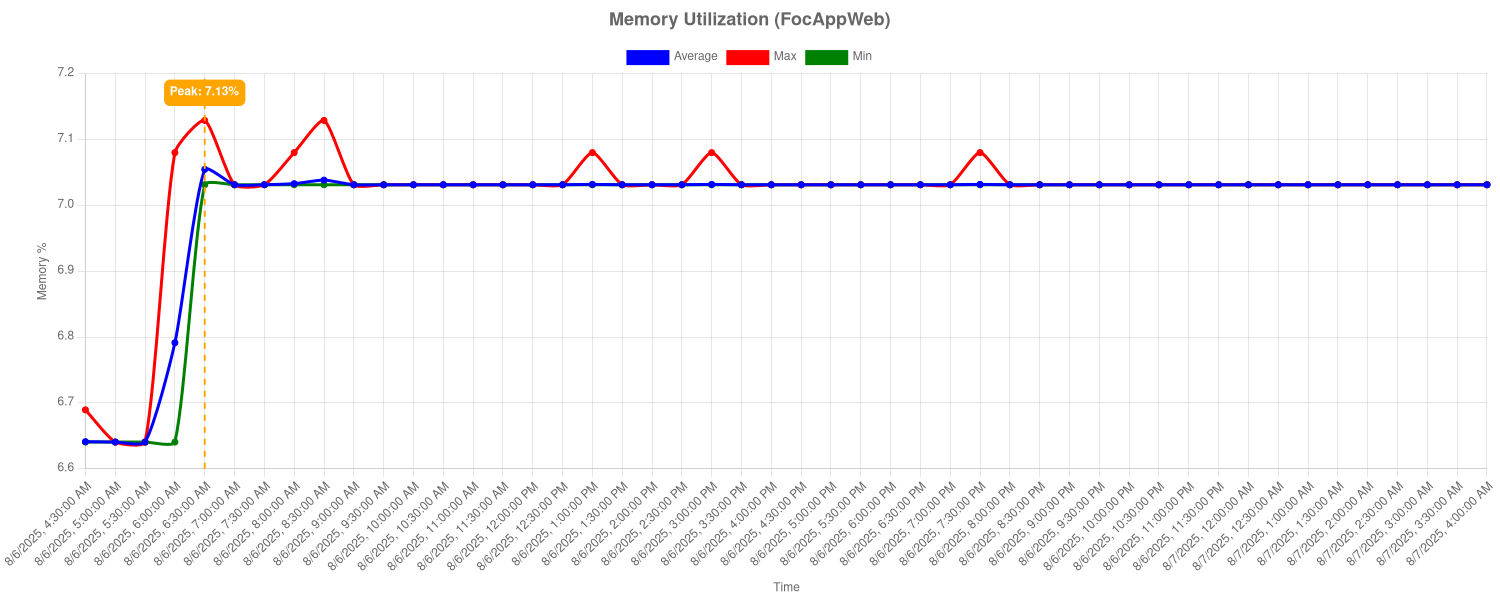 Memory Utilization (FocAppWeb)
Average Max Min
7.2
Peak: 7.13%
7.1
7.0
6.9
6.8
6.7
6.6
Memory %
8/6/2025, 4:30:00 AM
8/6/2025, 5:00:00 AM
8/6/2025, 5:30:00 AM
8/6/2025, 6:00:00 AM
8/6/2025, 6:30:00 AM
8/6/2025, 7:00:00 AM
8/6/2025, 7:30:00 AM
8/6/2025, 8:00:00 AM
8/6/2025, 8:30:00 AM
8/6/2025, 9:00:00 AM
8/6/2025, 9:30:00 AM
8/6/2025, 10:00:00 AM
8/6/2025, 10:30:00 AM
8/6/2025, 11:00:00 AM
8/6/2025, 11:30:00 AM
8/6/2025, 12:00:00 PM
8/6/2025, 12:30:00 PM
8/6/2025, 1:00:00 PM
8/6/2025, 1:30:00 PM
8/6/2025, 2:00:00 PM
8/6/2025, 2:30:00 PM
8/6/2025, 3:00:00 PM
8/6/2025, 3:30:00 PM
8/6/2025, 4:00:00 PM
8/6/2025, 4:30:00 PM
8/6/2025, 5:00:00 PM
8/6/2025, 5:30:00 PM
8/6/2025, 6:00:00 PM
8/6/2025, 6:30:00 PM
8/6/2025, 7:00:00 PM
8/6/2025, 7:30:00 PM
8/6/2025, 8:00:00 PM
8/6/2025, 8:30:00 PM
8/6/2025, 9:00:00 PM
8/6/2025, 9:30:00 PM
8/6/2025, 10:00:00 PM
8/6/2025, 10:30:00 PM
8/6/2025, 11:00:00 PM
8/6/2025, 11:30:00 PM
8/7/2025, 12:00:00 AM
8/7/2025, 12:30:00 AM
8/7/2025, 1:00:00 AM
8/7/2025, 1:30:00 AM
8/7/2025, 2:00:00 AM
8/7/2025, 2:30:00 AM
8/7/2025, 3:00:00 AM
8/7/2025, 3:30:00 AM
8/7/2025, 4:00:00 AM
Time